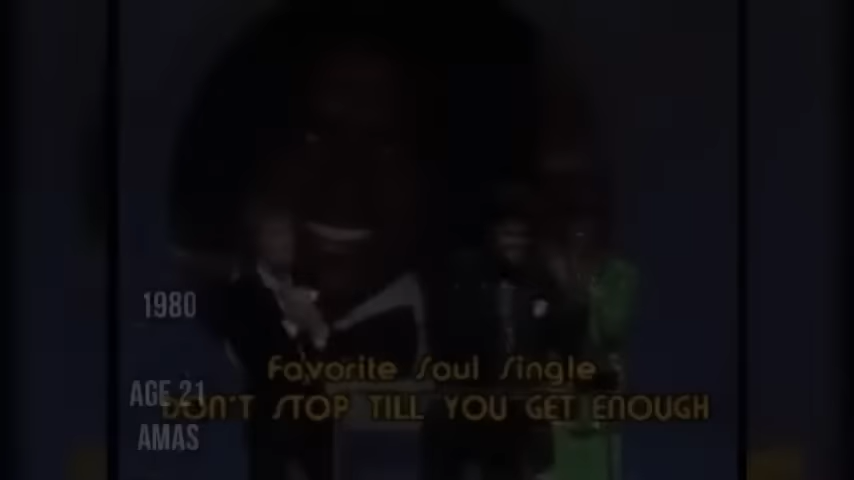 1980
Favorite Soul Single
DON'T STOP TILL YOU GET ENOUGH
AGE 21
AMAS